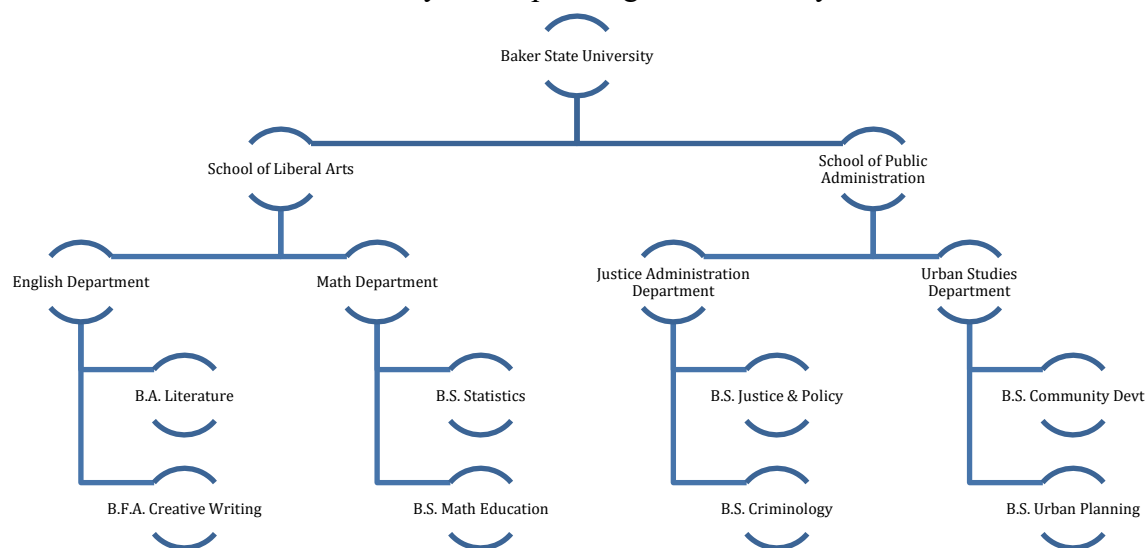 Baker State University
School of Liberal Arts
School of Public
Administration
English Department
Math Department
Justice Administration
Department
Urban Studies
Department
B.A. Literature
B.S. Statistics
B.S. Justice & Policy
B.S. Community Devt
B.F.A. Creative Writing
B.S. Math Education
B.S. Criminology
B.S. Urban Planning